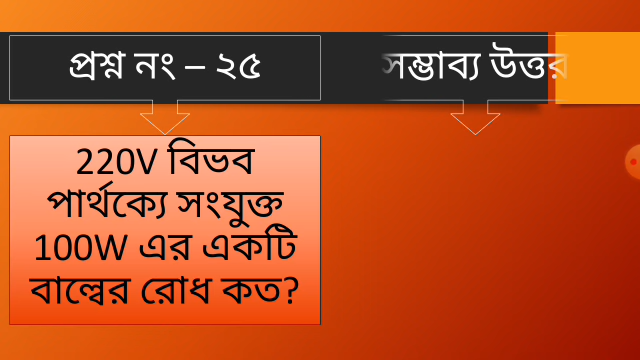 প্রশ্ন নং – ২৫
সম্ভাব্য উত্তর
220V বিভব
পার্থক্যে সংযুক্ত
100W এর একটি
বাল্বের রোধ কত?